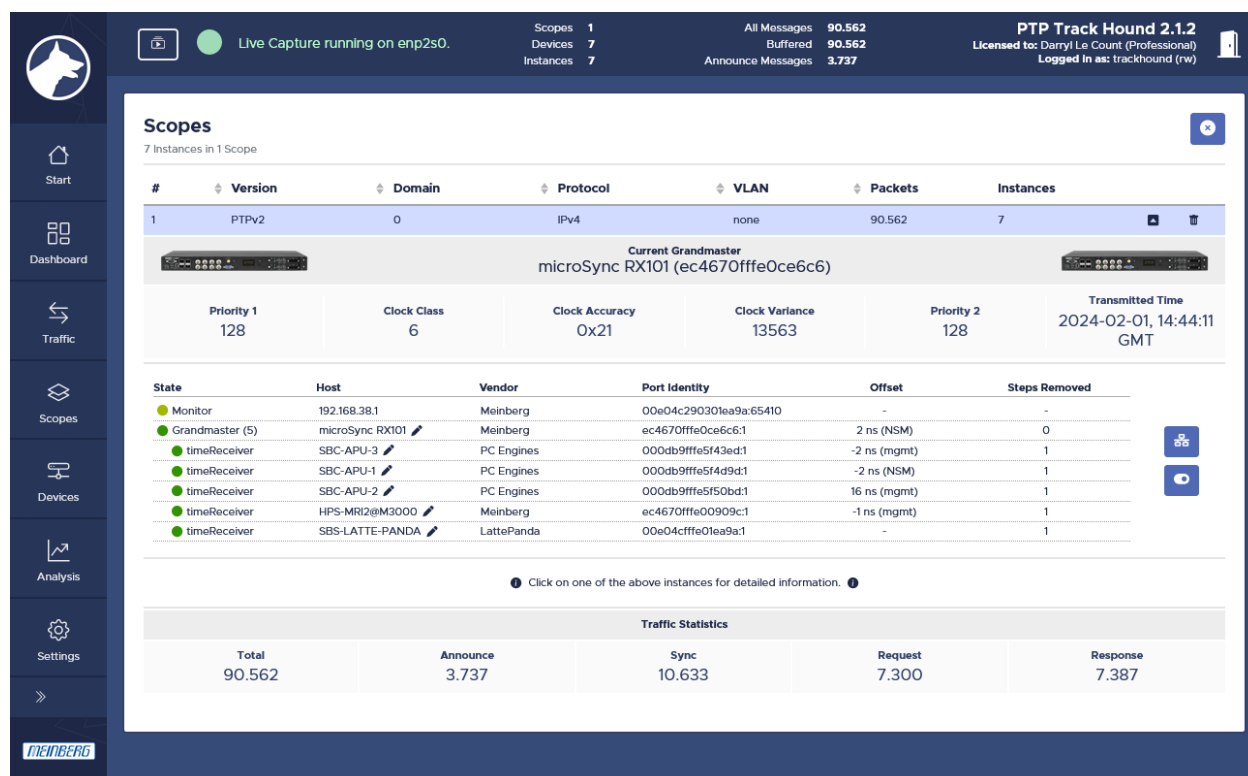 Live Capture running on enp2s0.
Scopes 1
Devices 7
Instances 7
All Messages 90.562
Buffered 90.562
Announce Messages 3.737
PTP Track Hound 2.1.2
Licensed to: Darryl Le Count (Professional)
Logged in as: trackhound (rw)
Start
Dashboard
Traffic
Scopes
Devices
Analysis
Settings
MEINBERG
Scopes
7 Instances in 1 Scope
# Version Domain Protocol VLAN Packets Instances
1 PTPv2 0 IPv4 none 90.562 7
Current Grandmaster
microSync RX101 (ec4670fffe0ce6c6)
Priority 1 Clock Class Clock Accuracy Clock Variance Priority 2 Transmitted Time
128 6 0x21 13563 128 2024-02-01, 14:44:11
GMT
State Host Vendor Port Identity Offset Steps Removed
Monitor 192.168.38.1 Meinberg 00e04c290301ea9a:65410 - -
Grandmaster (5) microSync RX101 Meinberg ec4670fffe0ce6c6:1 2 ns (NSM) 0
timeReceiver SBC-APU-3 PC Engines 000db9fffe5f43ed:1 -2 ns (mgmt) 1
timeReceiver SBC-APU-1 PC Engines 000db9fffe5f4d9d:1 -2 ns (NSM) 1
timeReceiver SBC-APU-2 PC Engines 000db9fffe5f50bd:1 16 ns (mgmt) 1
timeReceiver HPS-MRI2@M3000 Meinberg ec4670fffe00909c:1 -1 ns (mgmt) 1
timeReceiver SBS-LATTE-PANDA LattePanda 00e04cfffe01ea9a:1 - 1
Click on one of the above instances for detailed information.
Traffic Statistics
Total Announce Sync Request Response
90.562 3.737 10.633 7.300 7.387